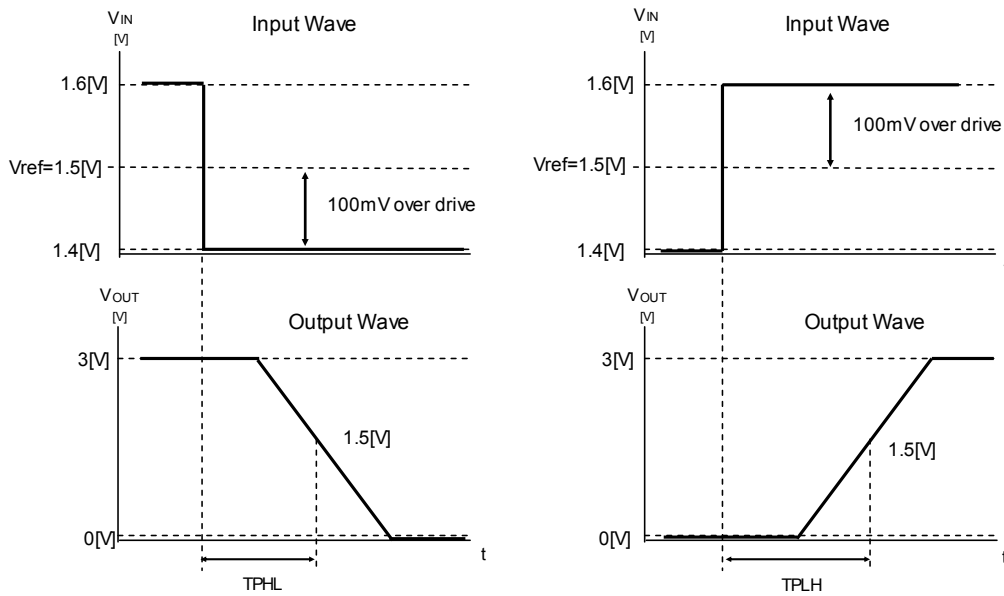 VIN
[V]
Input Wave
1.6[V]
Vref=1.5[V]
100mV over drive
1.4[V]
VOUT
[V]
Output Wave
3[V]
1.5[V]
0[V]
t
TPHL
VIN
[V]
Input Wave
1.6[V]
100mV over drive
Vref=1.5[V]
1.4[V]
VOUT
[V]
Output Wave
3[V]
1.5[V]
0[V]
t
TPLH